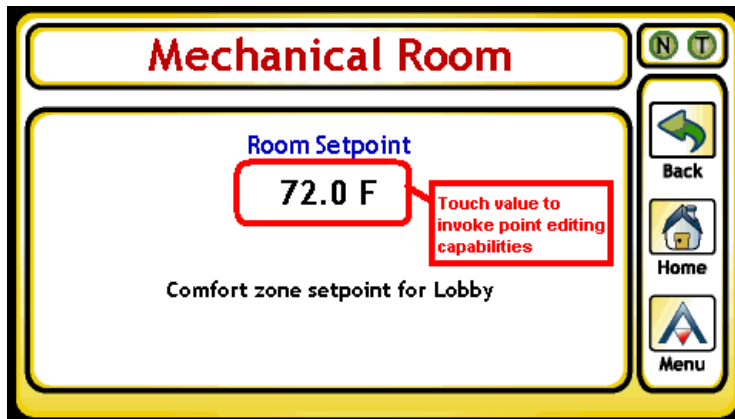 Mechanical Room
N T
Room Setpoint
72.0 F
Touch value to
invoke point editing
capabilities
Comfort zone setpoint for Lobby
Back
Home
Menu